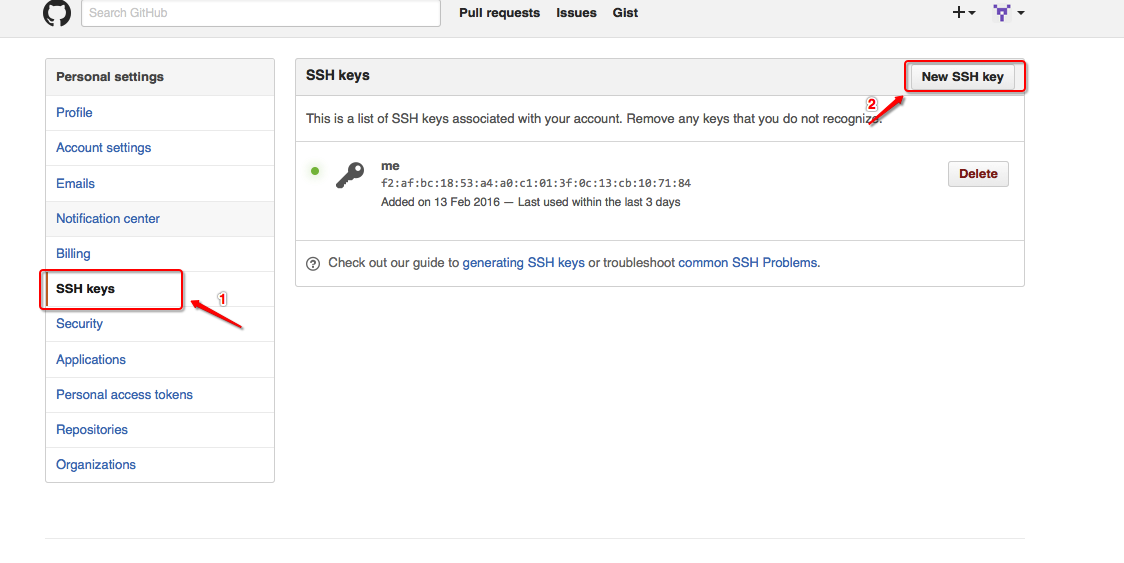 Search GitHub
Pull requests Issues Gist
Personal settings
Profile
Account settings
Emails
Notification center
Billing
SSH keys
1
Security
Applications
Personal access tokens
Repositories
Organizations
SSH keys
New SSH key
2
This is a list of SSH keys associated with your account. Remove any keys that you do not recognize.
me
f2:af:bc:18:53:a4:a0:c1:01:3f:0c:13:cb:10:71:84
Added on 13 Feb 2016 — Last used within the last 3 days
Delete
Check out our guide to generating SSH keys or troubleshoot common SSH Problems.